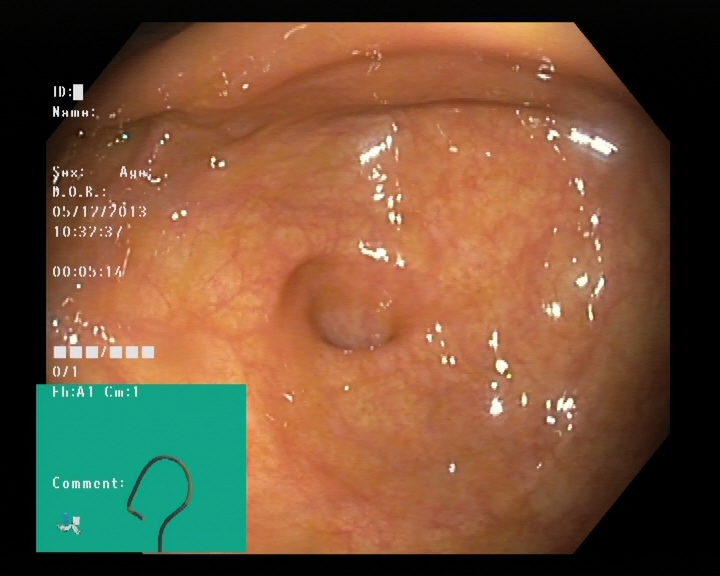 ID:
Name:
Sex: Age:
D.O.B.:
05/12/2013
10:32:37
00:05:14
0/1
Eh:A1 Cm:1
Comment: